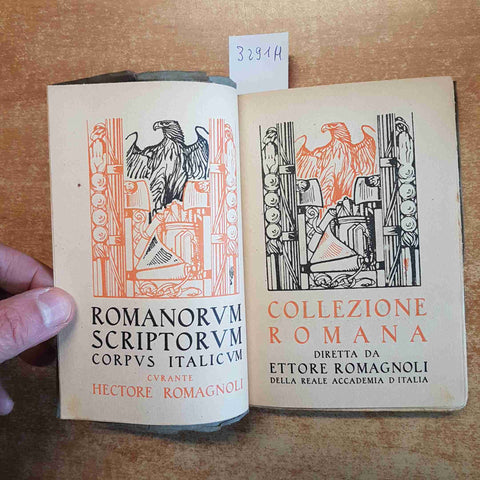 3291H
ROMANORVM
SCRIPTORVM
CORPVS ITALICVM
CVRANTE
HECTORE ROMAGNOLI
COLLEZIONE
ROMANA
DIRETTA DA
ETTORE ROMAGNOLI
DELLA REALE ACCADEMIA D ITALIA